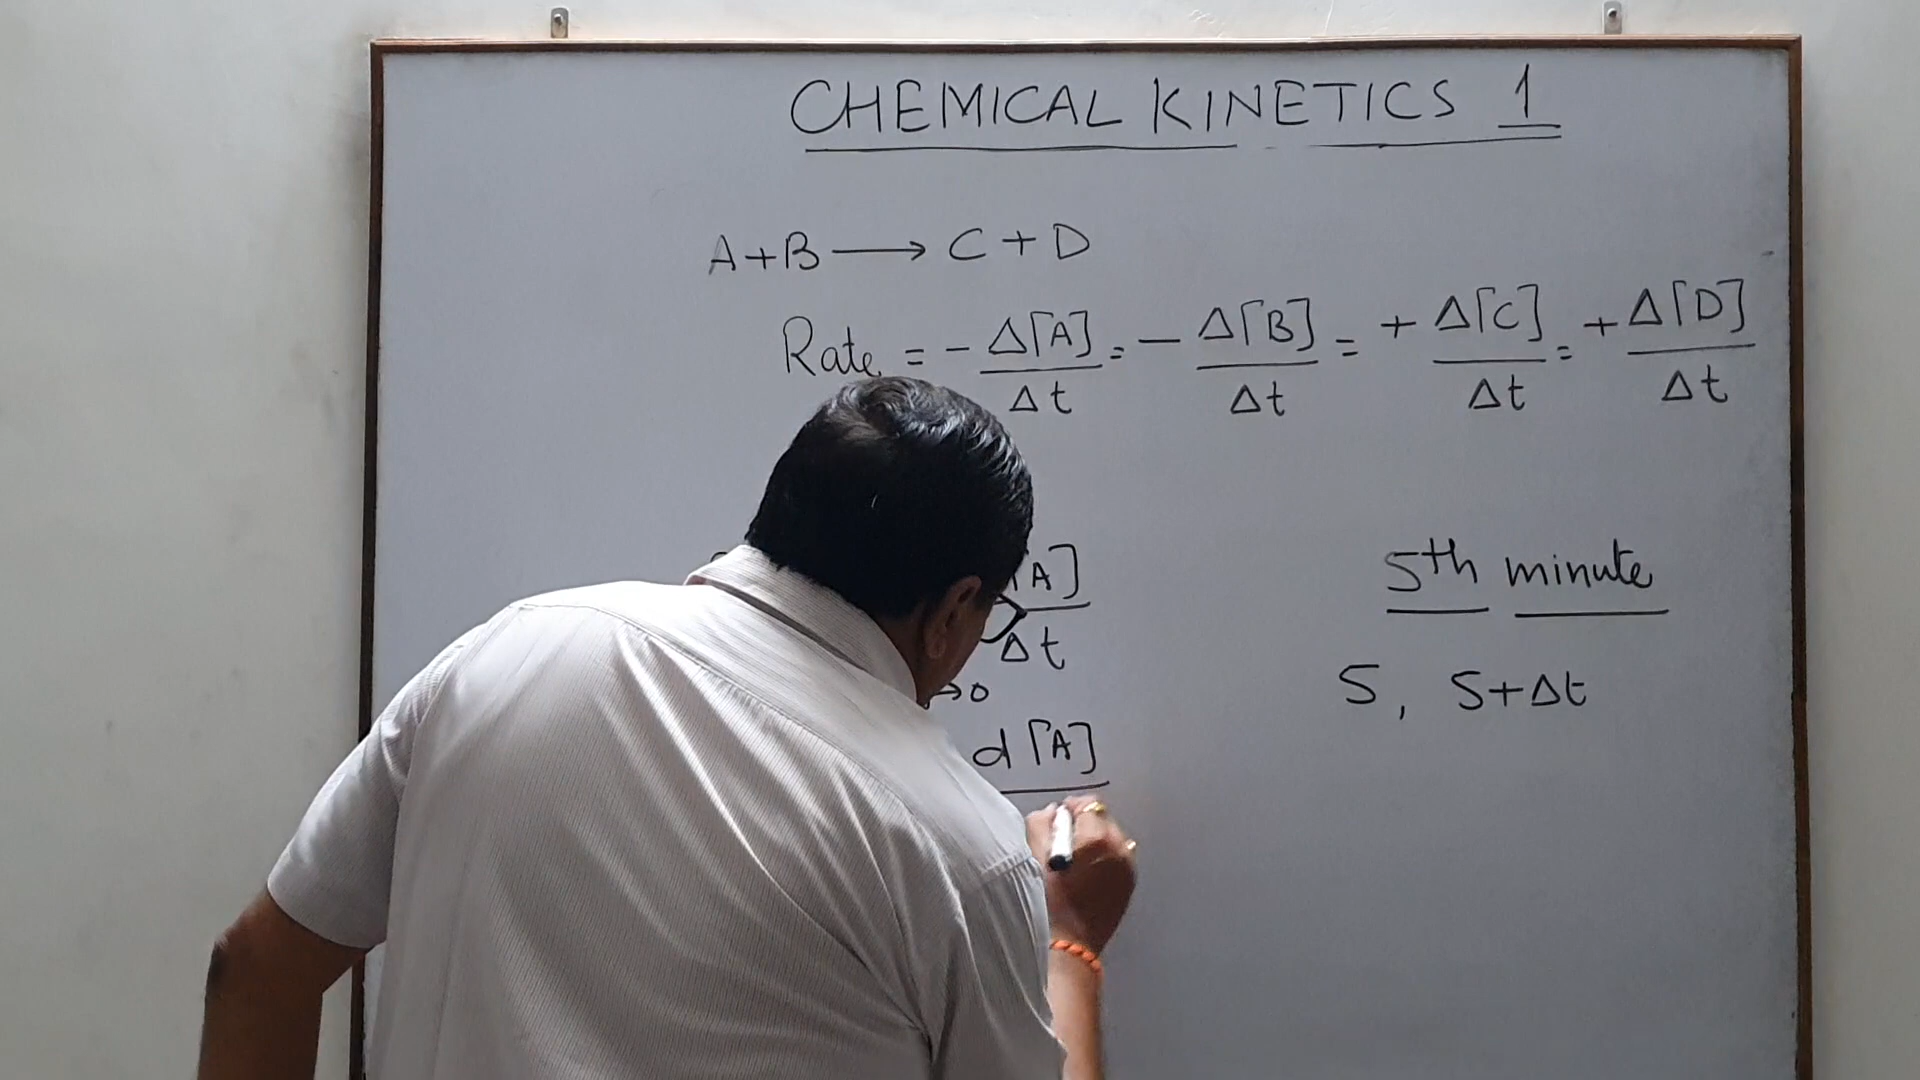 CHEMICAL KINETICS 1
A+B ⟶ C + D
Rate = - Δ[A]/Δt = - Δ[B]/Δt = + Δ[C]/Δt = + Δ[D]/Δt
[A]
Δt
→0
d[A]
5th minute
5, 5+Δt